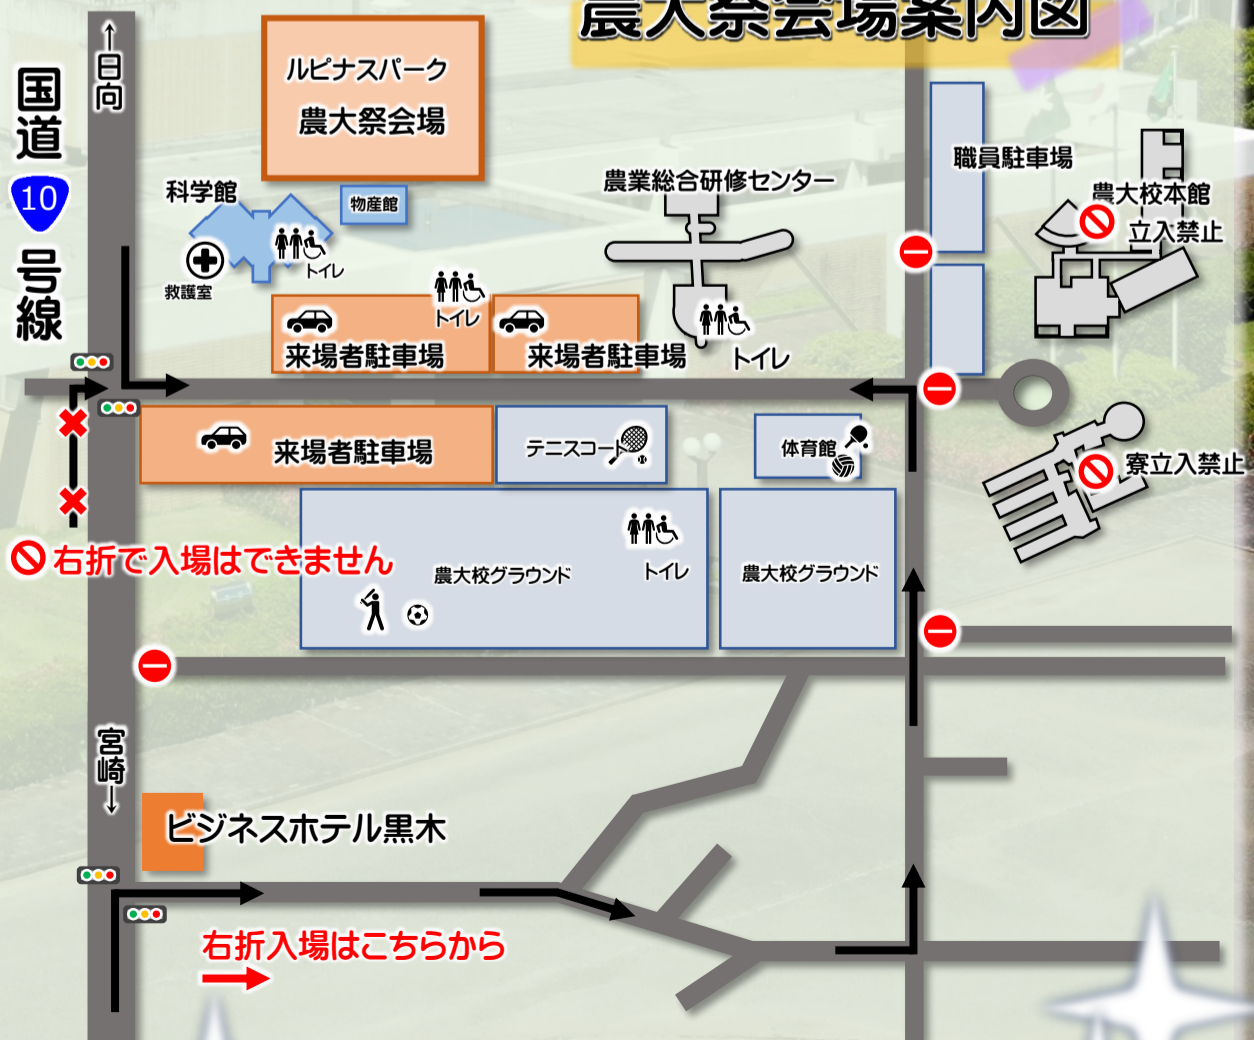 農大祭会場案内図
↑日向
国道
10
号線
ルピナスパーク
農大祭会場
科学館
物産館
トイレ
救護室
農業総合研修センター
職員駐車場
農大校本館
立入禁止
トイレ
来場者駐車場
来場者駐車場
トイレ
来場者駐車場
テニスコート
体育館
寮立入禁止
右折で入場はできません
農大校グラウンド
トイレ
農大校グラウンド
宮崎↓
ビジネスホテル黒木
右折入場はこちらから